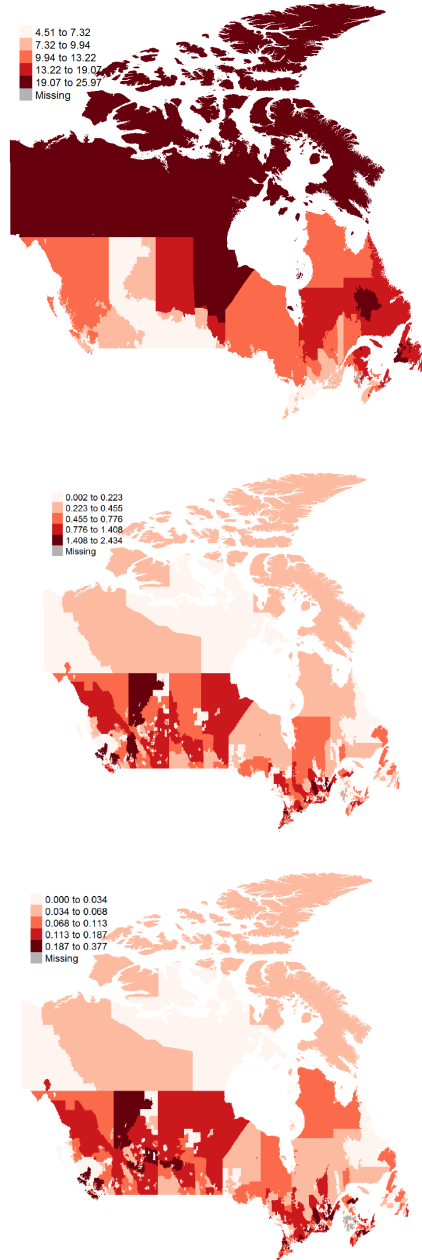 4.51 to 7.32
7.32 to 9.94
9.94 to 13.22
13.22 to 19.07
19.07 to 25.97
Missing
0.002 to 0.223
0.223 to 0.455
0.455 to 0.776
0.776 to 1.408
1.408 to 2.434
Missing
0.000 to 0.034
0.034 to 0.068
0.068 to 0.113
0.113 to 0.187
0.187 to 0.377
Missing